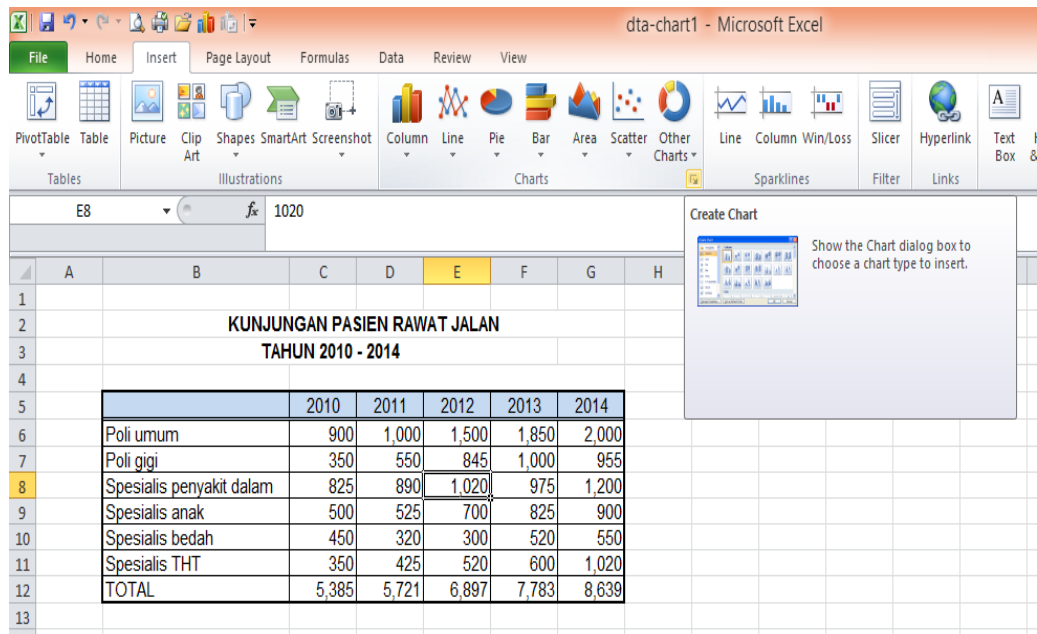 dta-chart1 - Microsoft Excel
File Home Insert Page Layout Formulas Data Review View
PivotTable Table Picture Clip Art Shapes SmartArt Screenshot Column Line Pie Bar Area Scatter Other Charts Line Column Win/Loss Slicer Hyperlink Text Box
Tables Illustrations Charts Sparklines Filter Links
E8 fx 1020
Create Chart
Show the Chart dialog box to
choose a chart type to insert.
A B C D E F G H
1
2 KUNJUNGAN PASIEN RAWAT JALAN
3 TAHUN 2010 - 2014
4
5 2010 2011 2012 2013 2014
6 Poli umum 900 1,000 1,500 1,850 2,000
7 Poli gigi 350 550 845 1,000 955
8 Spesialis penyakit dalam 825 890 1,020 975 1,200
9 Spesialis anak 500 525 700 825 900
10 Spesialis bedah 450 320 300 520 550
11 Spesialis THT 350 425 520 600 1,020
12 TOTAL 5,385 5,721 6,897 7,783 8,639
13